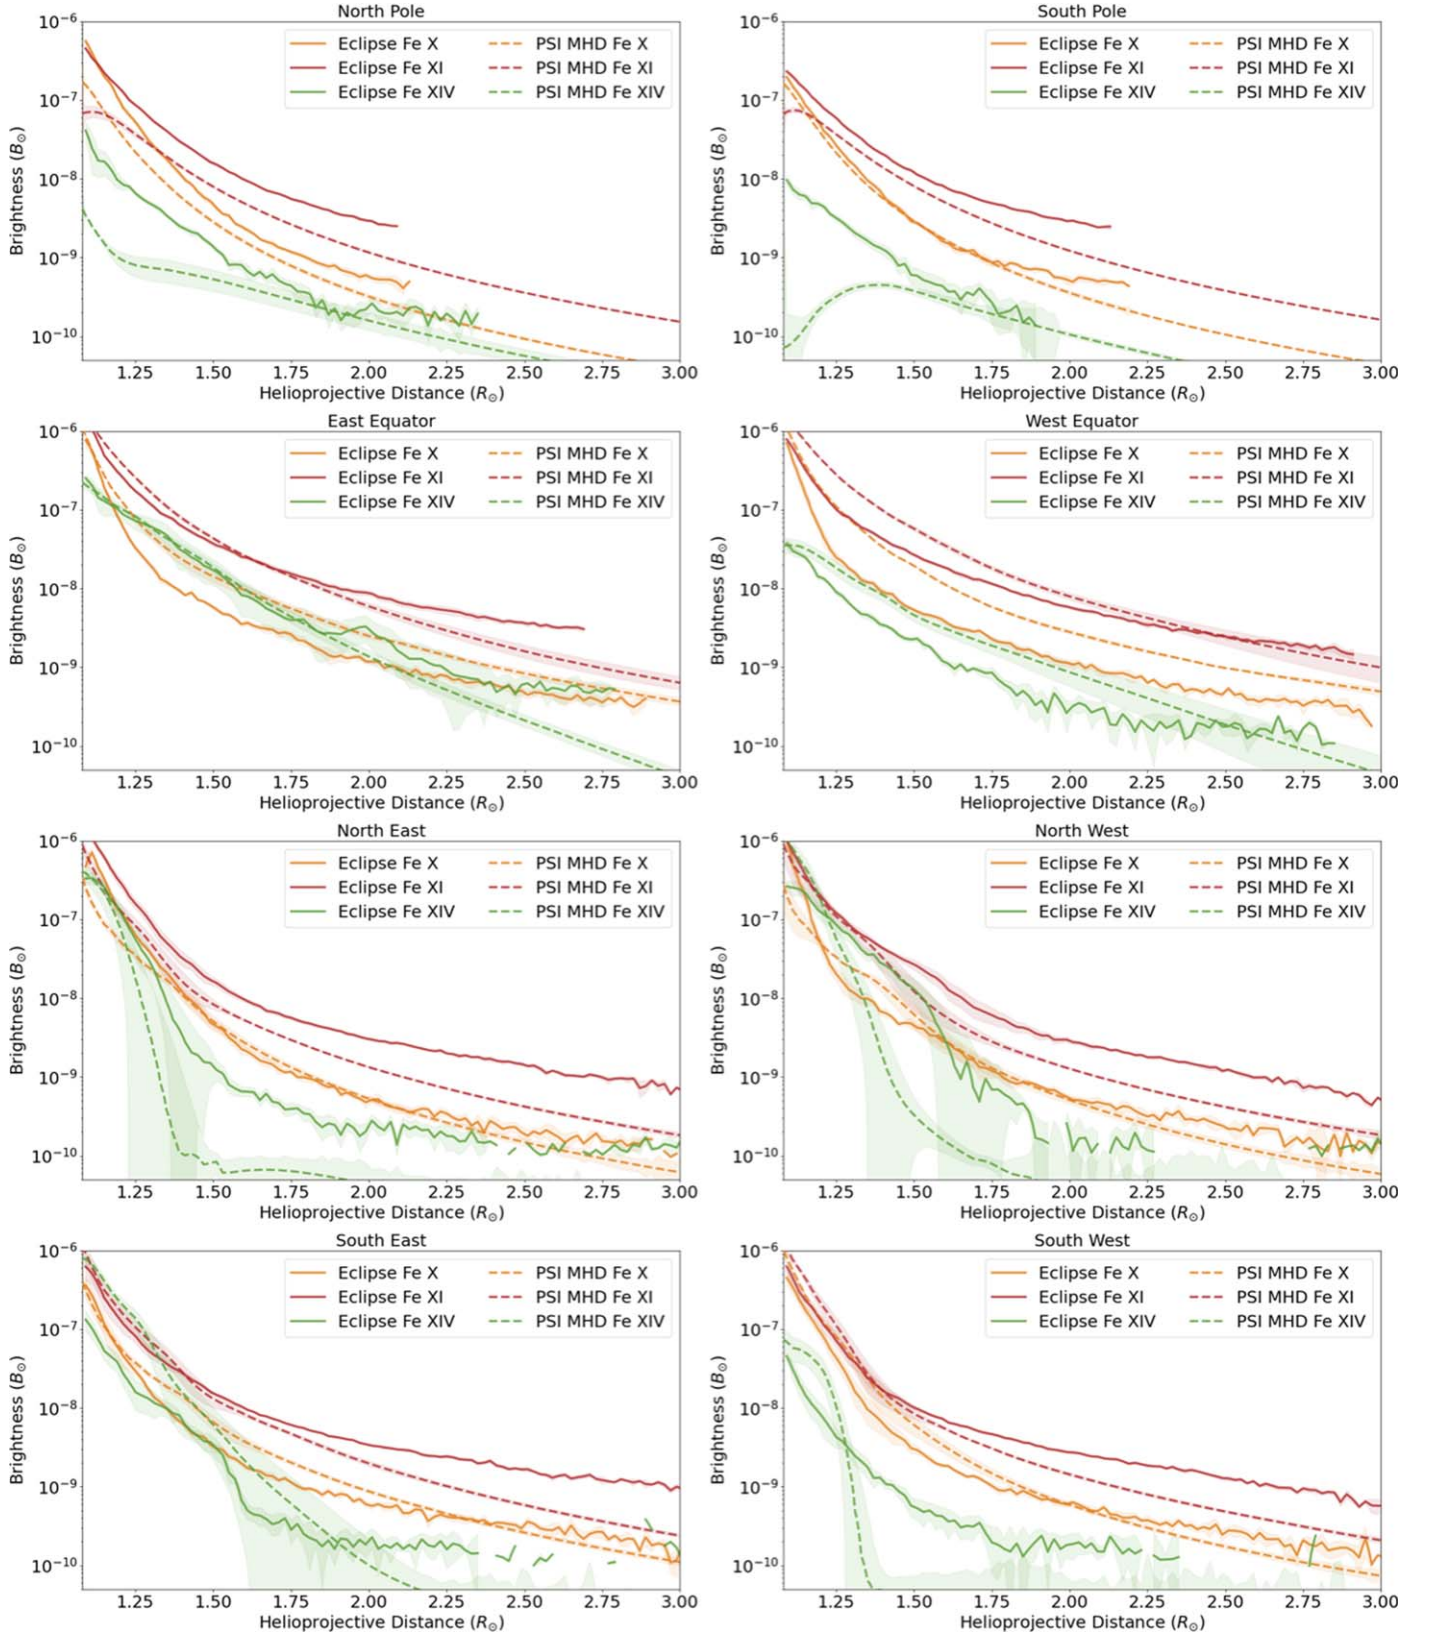 North Pole
Eclipse Fe X
Eclipse Fe XI
Eclipse Fe XIV
PSI MHD Fe X
PSI MHD Fe XI
PSI MHD Fe XIV
Brightness (B⊙)
10⁻⁶
10⁻⁷
10⁻⁸
10⁻⁹
10⁻¹⁰
1.25 1.50 1.75 2.00 2.25 2.50 2.75 3.00
Helioprojective Distance (R⊙)
South Pole
Eclipse Fe X
Eclipse Fe XI
Eclipse Fe XIV
PSI MHD Fe X
PSI MHD Fe XI
PSI MHD Fe XIV
Brightness (B⊙)
10⁻⁶
10⁻⁷
10⁻⁸
10⁻⁹
10⁻¹⁰
1.25 1.50 1.75 2.00 2.25 2.50 2.75 3.00
Helioprojective Distance (R⊙)
East Equator
Eclipse Fe X
Eclipse Fe XI
Eclipse Fe XIV
PSI MHD Fe X
PSI MHD Fe XI
PSI MHD Fe XIV
Brightness (B⊙)
10⁻⁶
10⁻⁷
10⁻⁸
10⁻⁹
10⁻¹⁰
1.25 1.50 1.75 2.00 2.25 2.50 2.75 3.00
Helioprojective Distance (R⊙)
West Equator
Eclipse Fe X
Eclipse Fe XI
Eclipse Fe XIV
PSI MHD Fe X
PSI MHD Fe XI
PSI MHD Fe XIV
Brightness (B⊙)
10⁻⁶
10⁻⁷
10⁻⁸
10⁻⁹
10⁻¹⁰
1.25 1.50 1.75 2.00 2.25 2.50 2.75 3.00
Helioprojective Distance (R⊙)
North East
Eclipse Fe X
Eclipse Fe XI
Eclipse Fe XIV
PSI MHD Fe X
PSI MHD Fe XI
PSI MHD Fe XIV
Brightness (B⊙)
10⁻⁶
10⁻⁷
10⁻⁸
10⁻⁹
10⁻¹⁰
1.25 1.50 1.75 2.00 2.25 2.50 2.75 3.00
Helioprojective Distance (R⊙)
North West
Eclipse Fe X
Eclipse Fe XI
Eclipse Fe XIV
PSI MHD Fe X
PSI MHD Fe XI
PSI MHD Fe XIV
Brightness (B⊙)
10⁻⁶
10⁻⁷
10⁻⁸
10⁻⁹
10⁻¹⁰
1.25 1.50 1.75 2.00 2.25 2.50 2.75 3.00
Helioprojective Distance (R⊙)
South East
Eclipse Fe X
Eclipse Fe XI
Eclipse Fe XIV
PSI MHD Fe X
PSI MHD Fe XI
PSI MHD Fe XIV
Brightness (B⊙)
10⁻⁶
10⁻⁷
10⁻⁸
10⁻⁹
10⁻¹⁰
1.25 1.50 1.75 2.00 2.25 2.50 2.75 3.00
Helioprojective Distance (R⊙)
South West
Eclipse Fe X
Eclipse Fe XI
Eclipse Fe XIV
PSI MHD Fe X
PSI MHD Fe XI
PSI MHD Fe XIV
Brightness (B⊙)
10⁻⁶
10⁻⁷
10⁻⁸
10⁻⁹
10⁻¹⁰
1.25 1.50 1.75 2.00 2.25 2.50 2.75 3.00
Helioprojective Distance (R⊙)